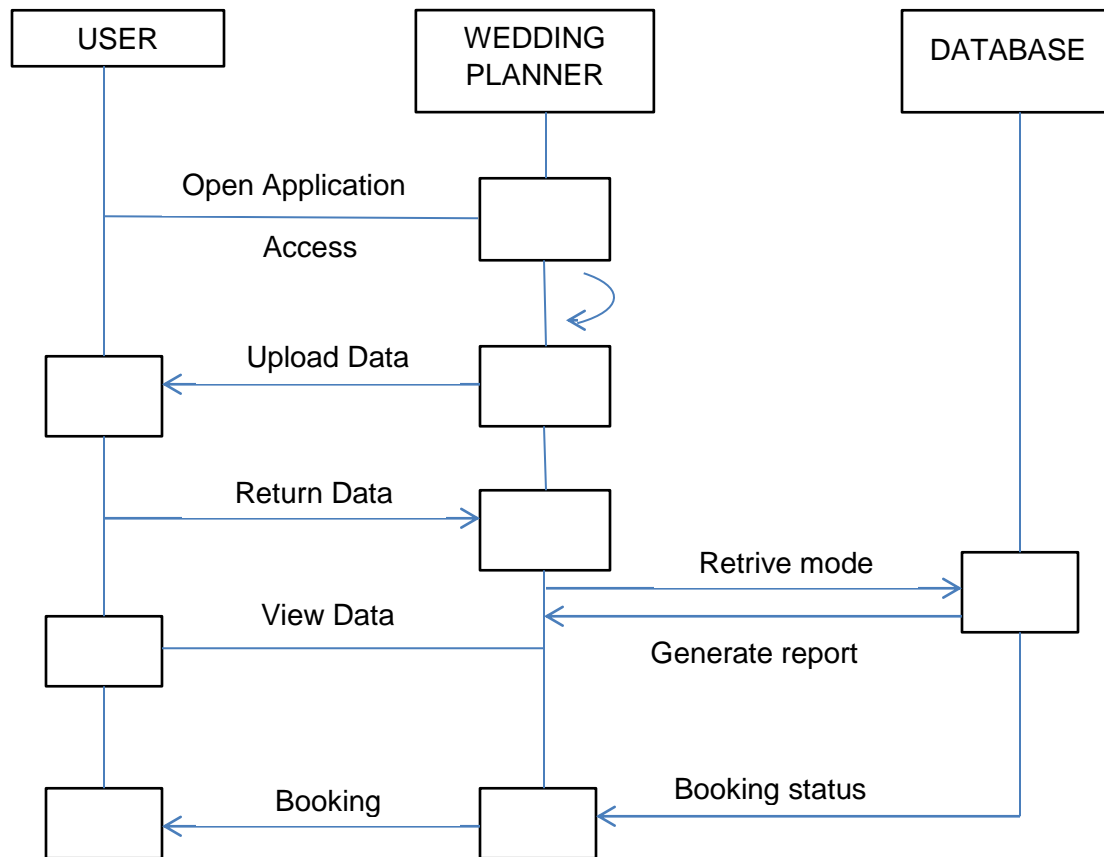 USER
WEDDING
PLANNER
DATABASE
Open Application
Access
Upload Data
Return Data
Retrive mode
View Data
Generate report
Booking status
Booking